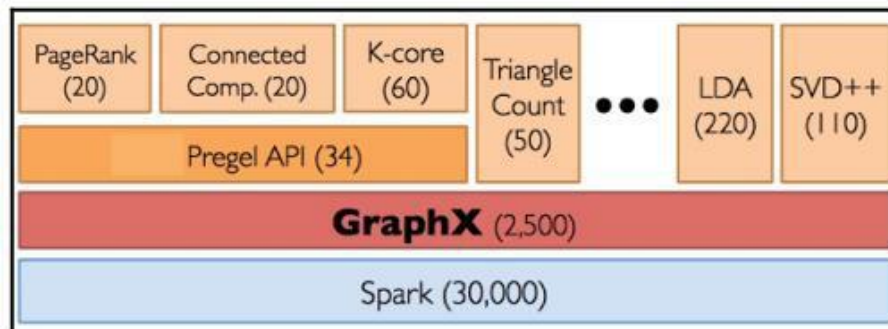 PageRank
(20)
Connected
Comp. (20)
K-core
(60)
Triangle
Count
(50)
LDA
(220)
SVD++
(110)
Pregel API (34)
GraphX (2,500)
Spark (30,000)